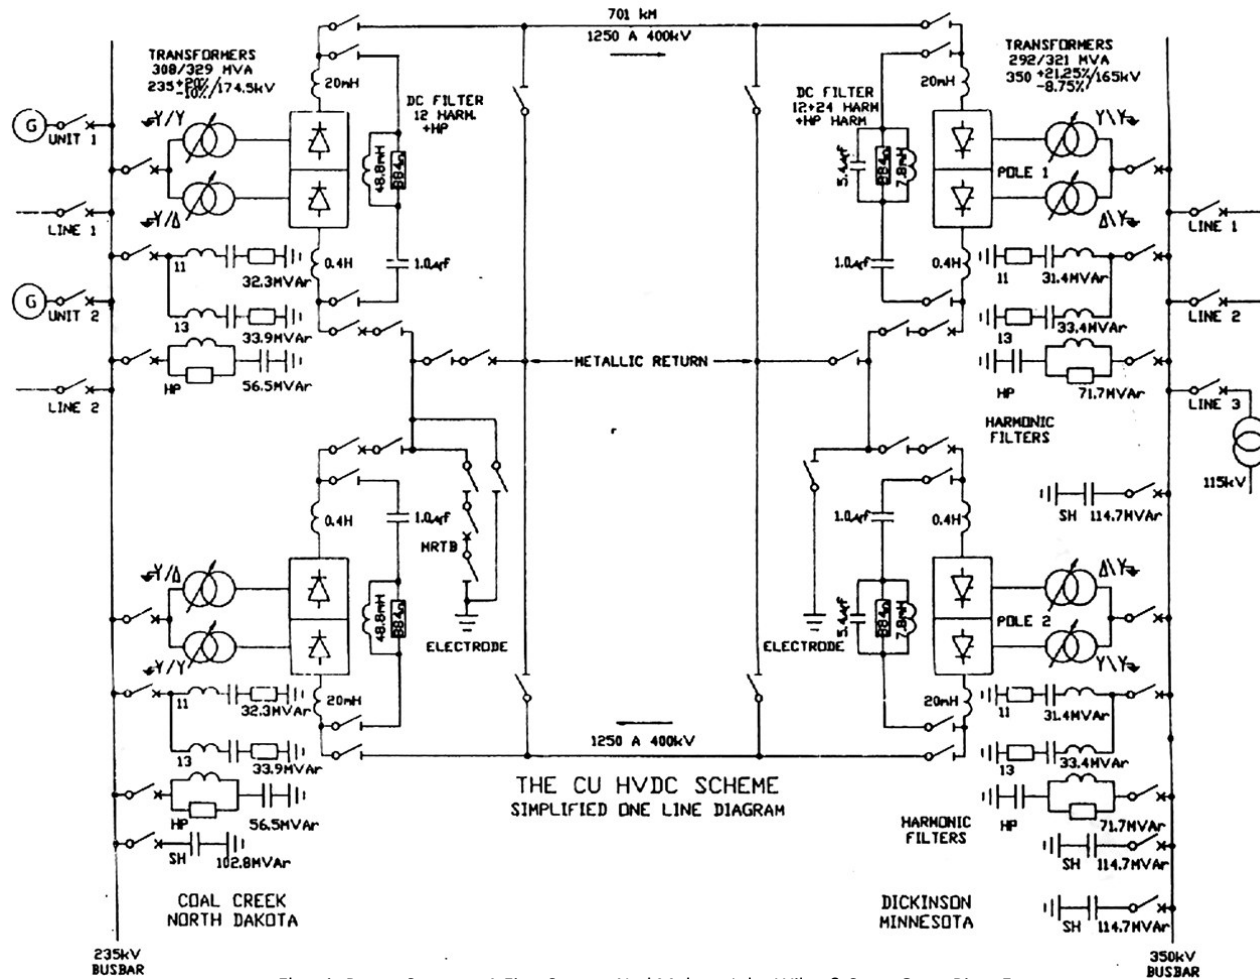 701 kM
1250 A 400kV
TRANSFORMERS
308/329 MVA
235 +20% -10% /174.5kV
Y/Y
20mH
DC FILTER
12 HARM.
+HP
48.8mH
884Ω
G
UNIT 1
Y/Δ
LINE 1
11
32.3MVAr
0.4H
1.0µf
G
UNIT 2
13
33.9MVAr
HP
56.5MVAr
LINE 2
METALLIC RETURN
TRANSFORMERS
292/321 MVA
350 +21.25% -8.75% /165kV
20mH
DC FILTER
12+24 HARM
+HP HARM
5.4µf
884Ω
7.8mH
Y\Y
POLE 1
Δ\Y
LINE 1
1.0µf
0.4H
11
31.4MVAr
LINE 2
13
33.4MVAr
HP
71.7MVAr
LINE 3
HARMONIC
FILTERS
115kV
SH
114.7MVAr
0.4H
1.0µf
MRTB
Y/Δ
48.8mH
884Ω
ELECTRODE
Y/Y
20mH
11
32.3MVAr
13
33.9MVAr
HP
56.5MVAr
SH
102.8MVAr
1.0µf
0.4H
Δ\Y
5.4µf
884Ω
7.8mH
POLE 2
ELECTRODE
Y\Y
20mH
11
31.4MVAr
13
33.4MVAr
HP
71.7MVAr
HARMONIC
FILTERS
SH
114.7MVAr
SH
114.7MVAr
1250 A 400kV
THE CU HVDC SCHEME
SIMPLIFIED ONE LINE DIAGRAM
COAL CREEK
NORTH DAKOTA
DICKINSON
MINNESOTA
235kV
BUSBAR
350kV
BUSBAR